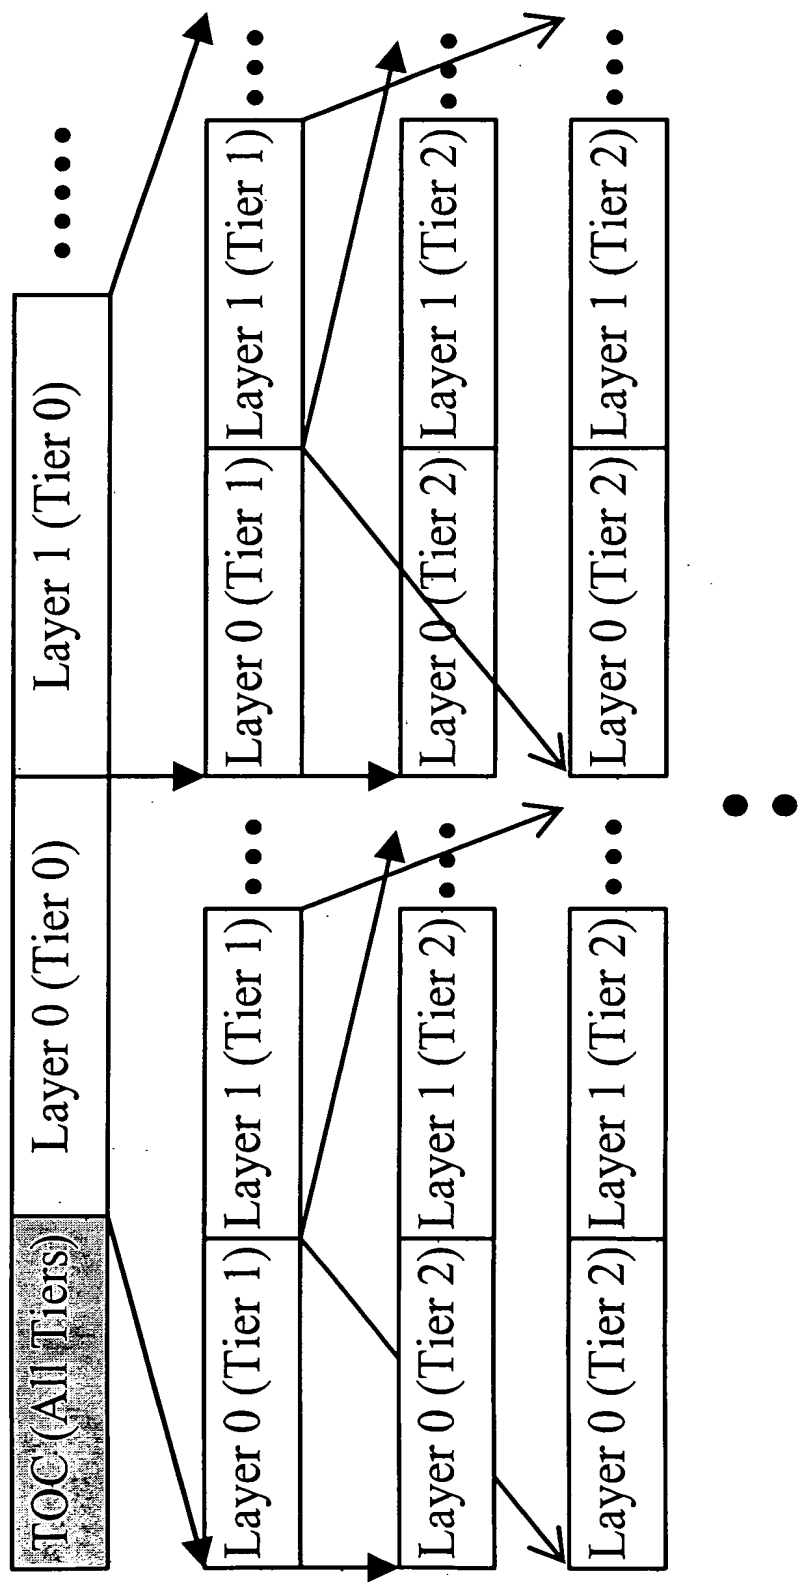 TOC (All Tiers)
Layer 0 (Tier 0)
Layer 1 (Tier 0)
Layer 0 (Tier 1)
Layer 1 (Tier 1)
Layer 0 (Tier 1)
Layer 1 (Tier 1)
Layer 0 (Tier 2)
Layer 1 (Tier 2)
Layer 0 (Tier 2)
Layer 1 (Tier 2)
Layer 0 (Tier 2)
Layer 1 (Tier 2)
Layer 0 (Tier 2)
Layer 1 (Tier 2)